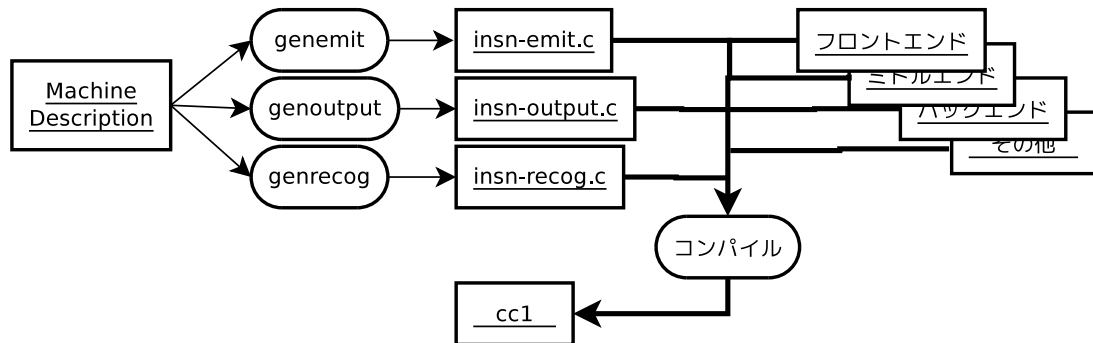 genemit
insn-emit.c
フロントエンド
ミドルエンド
Machine
Description
genoutput
insn-output.c
バックエンド
その他
genrecog
insn-recog.c
コンパイル
cc1